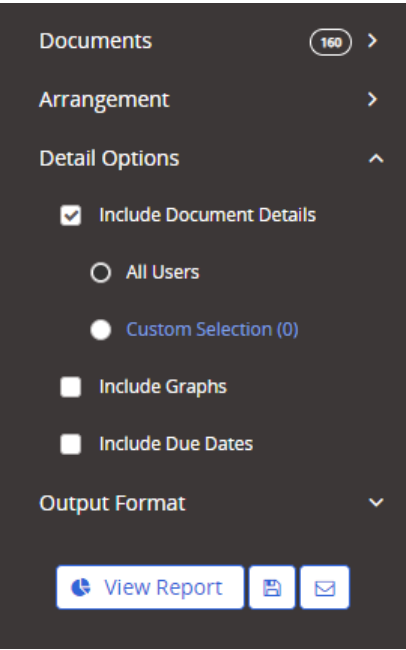 Documents 160
Arrangement
Detail Options
Include Document Details
All Users
Custom Selection (0)
Include Graphs
Include Due Dates
Output Format
View Report